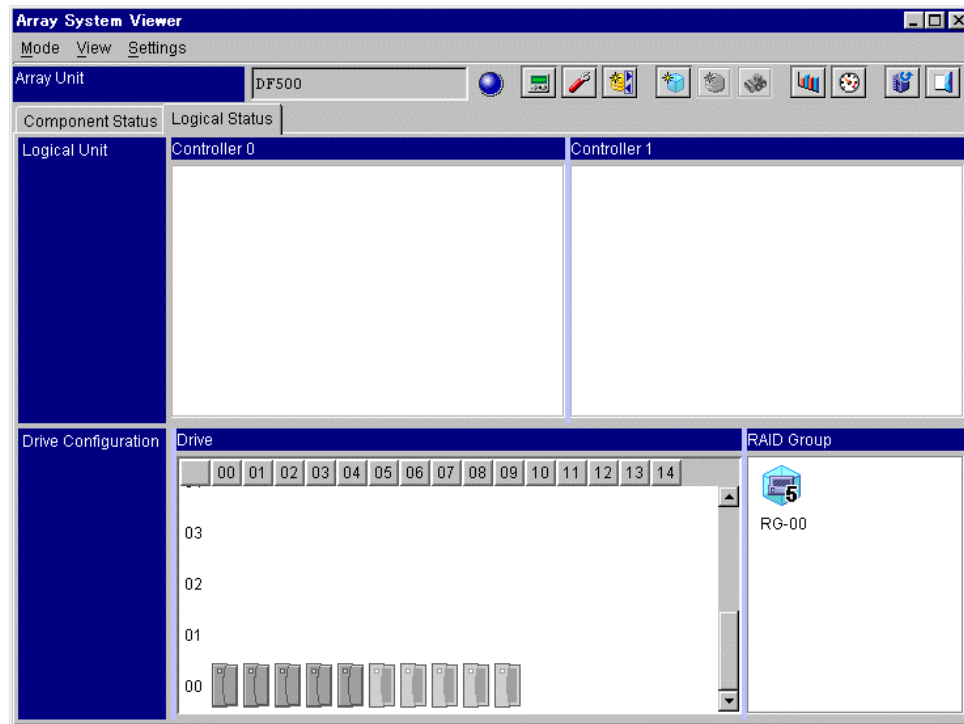 Array System Viewer
Mode View Settings
Array Unit DF500
Component Status Logical Status
Logical Unit Controller 0 Controller 1
Drive Configuration Drive RAID Group
00 01 02 03 04 05 06 07 08 09 10 11 12 13 14
5
RG-00
03
02
01
00